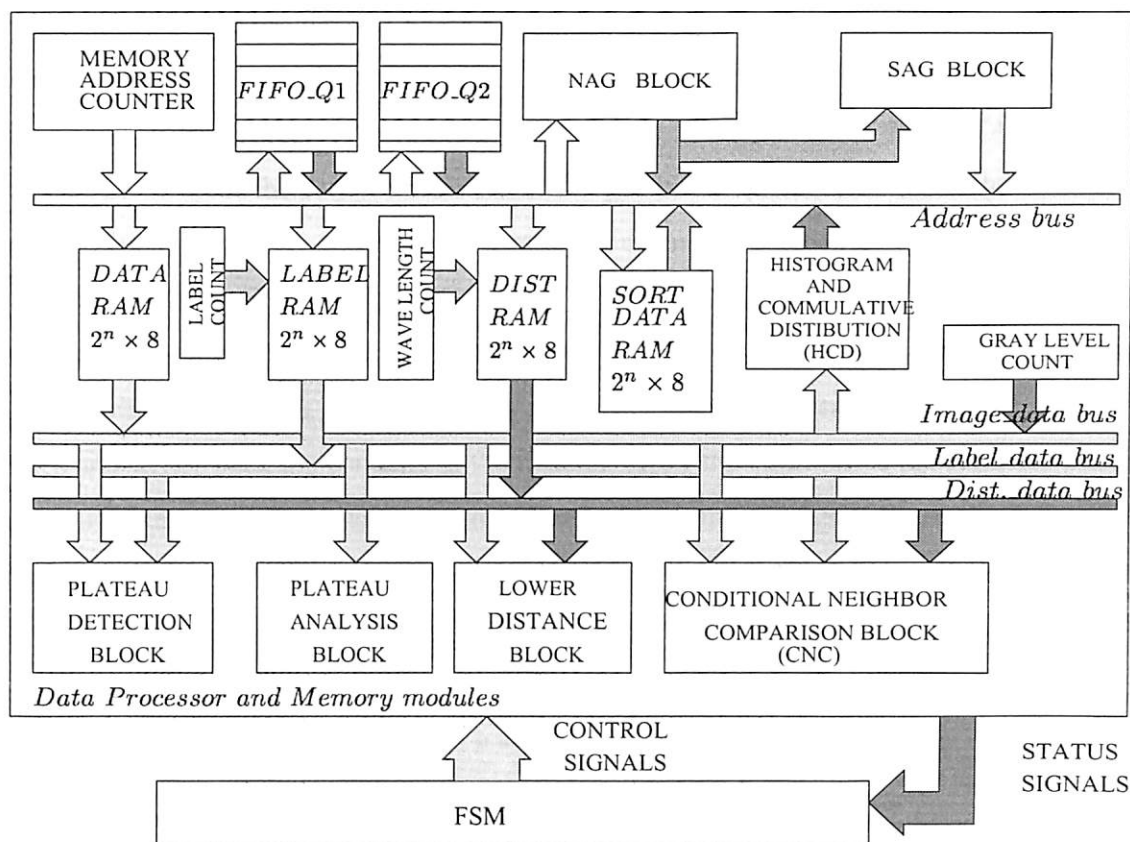 MEMORY
ADDRESS
COUNTER
FIFO_Q1
FIFO_Q2
NAG BLOCK
SAG BLOCK
Address bus
DATA
RAM
2^n × 8
LABEL
COUNT
LABEL
RAM
2^n × 8
WAVE LENGTH
COUNT
DIST
RAM
2^n × 8
SORT
DATA
RAM
2^n × 8
HISTOGRAM
AND
COMMULATIVE
DISTIBUTION
(HCD)
GRAY LEVEL
COUNT
Image data bus
Label data bus
Dist. data bus
PLATEAU
DETECTION
BLOCK
PLATEAU
ANALYSIS
BLOCK
LOWER
DISTANCE
BLOCK
CONDITIONAL NEIGHBOR
COMPARISON BLOCK
(CNC)
Data Processor and Memory modules
CONTROL
SIGNALS
STATUS
SIGNALS
FSM